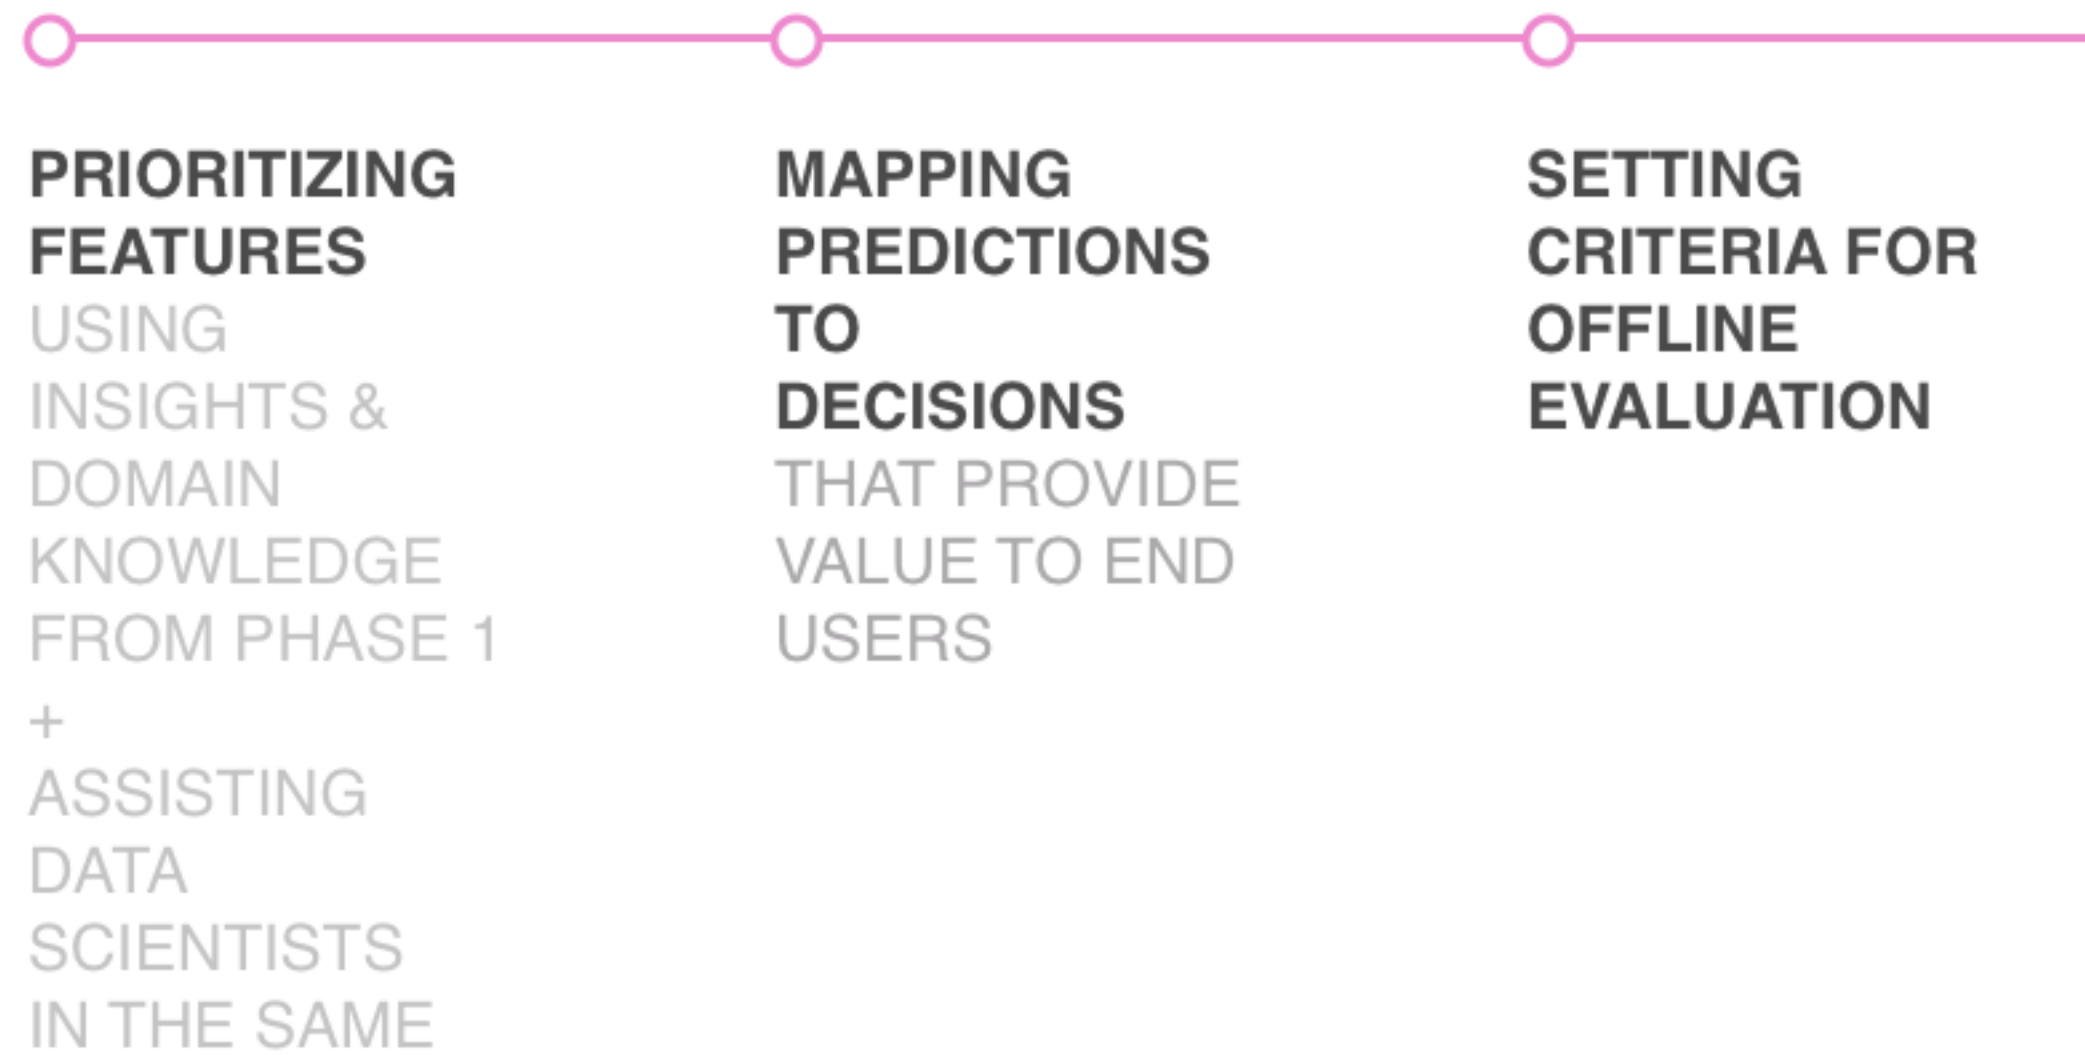 PRIORITIZING
FEATURES
USING
INSIGHTS &
DOMAIN
KNOWLEDGE
FROM PHASE 1
+
ASSISTING
DATA
SCIENTISTS
IN THE SAME
MAPPING
PREDICTIONS
TO
DECISIONS
THAT PROVIDE
VALUE TO END
USERS
SETTING
CRITERIA FOR
OFFLINE
EVALUATION